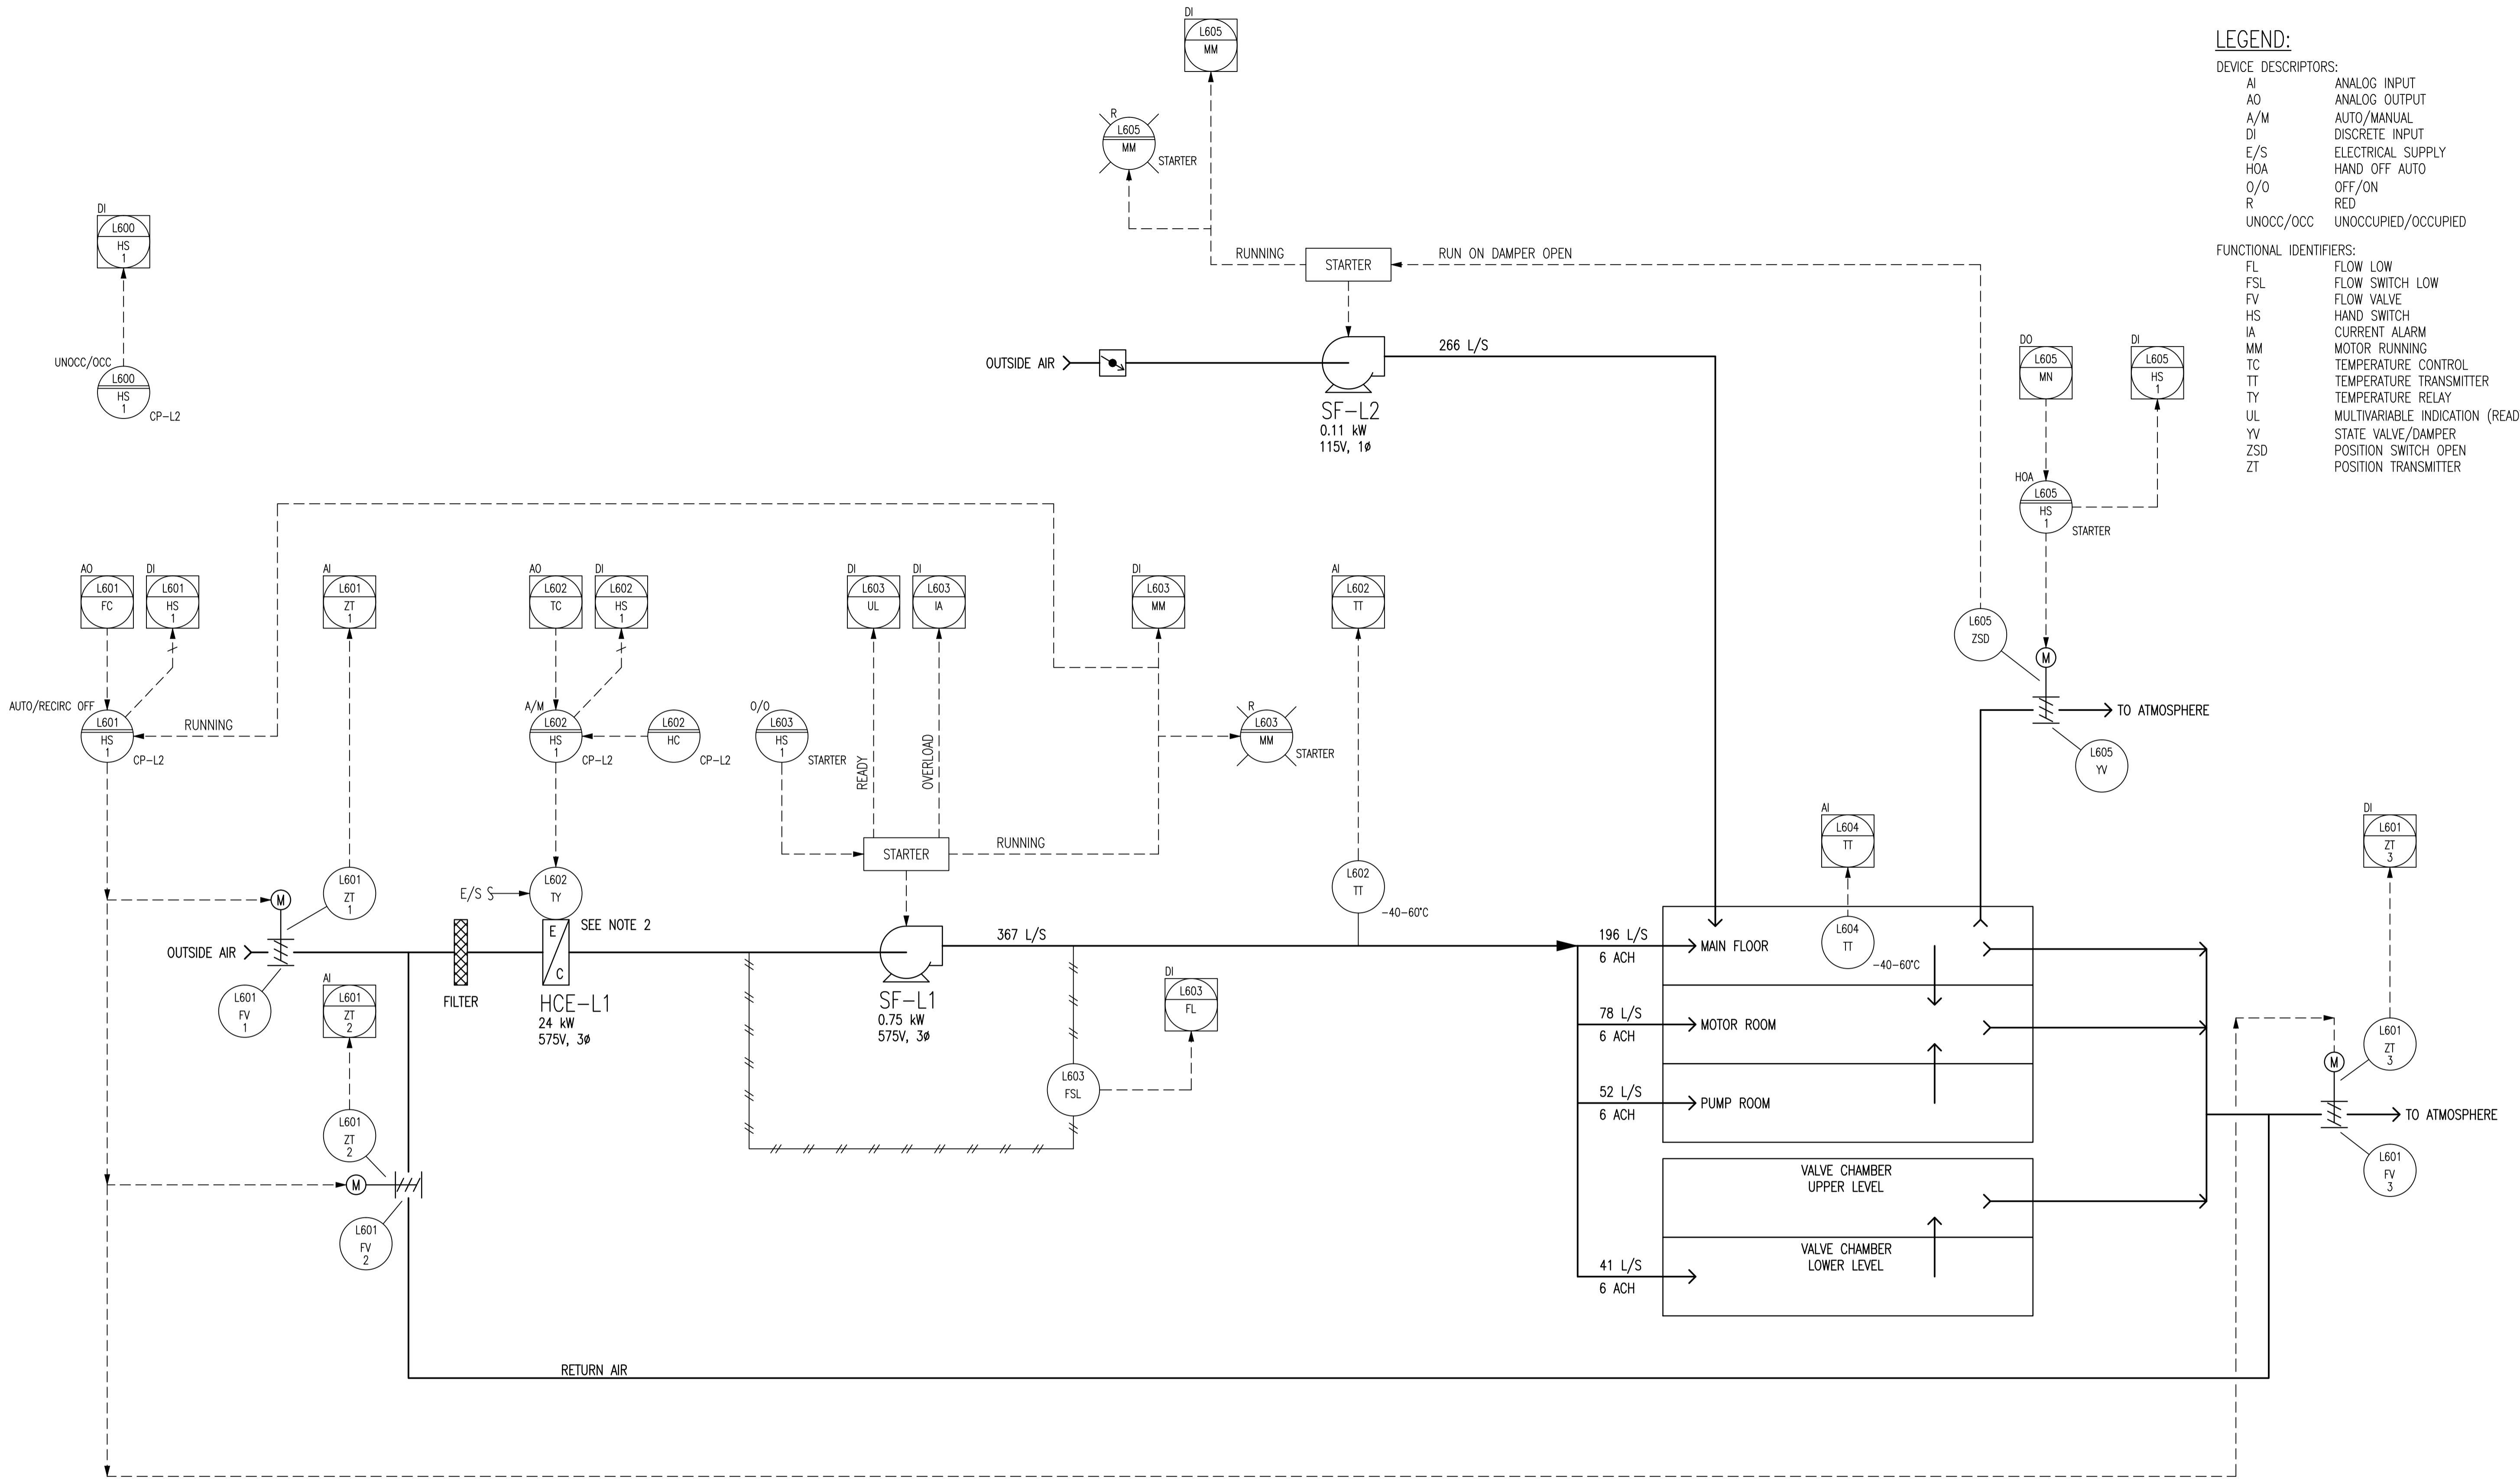 LEGEND:
DEVICE DESCRIPTORS:
AI ANALOG INPUT
AO ANALOG OUTPUT
A/M AUTO/MANUAL
DI DISCRETE INPUT
E/S ELECTRICAL SUPPLY
HOA HAND OFF AUTO
O/O OFF/ON
R RED
UNOCC/OCC UNOCCUPIED/OCCUPIED
FUNCTIONAL IDENTIFIERS:
FL FLOW LOW
FSL FLOW SWITCH LOW
FV FLOW VALVE
HS HAND SWITCH
IA CURRENT ALARM
MM MOTOR RUNNING
TC TEMPERATURE CONTROL
TT TEMPERATURE TRANSMITTER
TY TEMPERATURE RELAY
UL MULTIVARIABLE INDICATION (READ
YV STATE VALVE/DAMPER
ZSD POSITION SWITCH OPEN
ZT POSITION TRANSMITTER
DI
L605
MM
R
L605
MM
STARTER
DI
L600
HS
1
UNOCC/OCC
L600
HS
1
CP-L2
RUNNING
STARTER
RUN ON DAMPER OPEN
OUTSIDE AIR
266 L/S
SF-L2
0.11 kW
115V, 1ø
DO
L605
MN
DI
L605
HS
1
HOA
L605
HS
1
STARTER
L605
ZSD
M
TO ATMOSPHERE
L605
YV
AO
L601
FC
DI
L601
HS
1
AI
L601
ZT
1
AO
L602
TC
DI
L602
HS
1
DI
L603
UL
DI
L603
IA
DI
L603
MM
AI
L602
TT
AUTO/RECIRC OFF
L601
HS
1
CP-L2
RUNNING
A/M
L602
HS
1
CP-L2
L602
HC
CP-L2
O/O
L603
HS
1
STARTER
READY
OVERLOAD
R
L603
MM
STARTER
STARTER
RUNNING
L601
ZT
1
M
OUTSIDE AIR
L601
FV
1
E/S
L602
TY
SEE NOTE 2
E
C
FILTER
HCE-L1
24 kW
575V, 3ø
SF-L1
0.75 kW
575V, 3ø
367 L/S
L602
TT
-40-60°C
AI
L601
ZT
2
L601
ZT
2
M
L601
FV
2
DI
L603
FL
L603
FSL
AI
L604
TT
L604
TT
-40-60°C
196 L/S
6 ACH
MAIN FLOOR
78 L/S
6 ACH
MOTOR ROOM
52 L/S
6 ACH
PUMP ROOM
VALVE CHAMBER
UPPER LEVEL
VALVE CHAMBER
LOWER LEVEL
41 L/S
6 ACH
DI
L601
ZT
3
L601
ZT
3
M
TO ATMOSPHERE
L601
FV
3
RETURN AIR